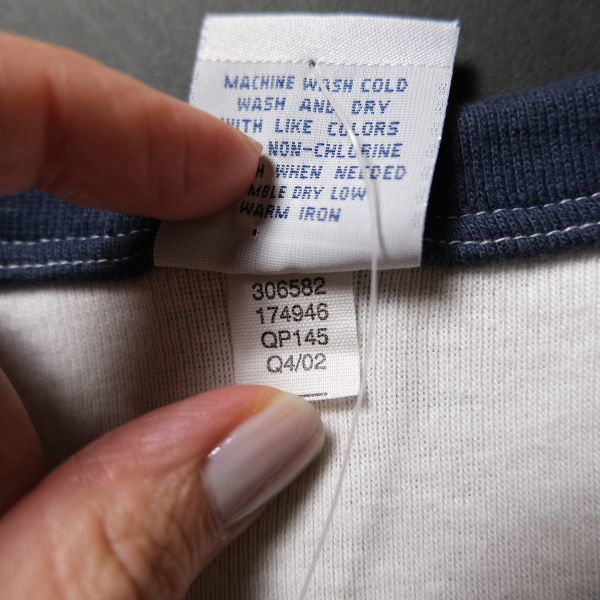 MACHINE WASH COLD
WASH AND DRY
WITH LIKE COLORS
NON-CHLORINE
WHEN NEEDED
DRY LOW
WARM IRON
306582
174946
QP145
Q4/02